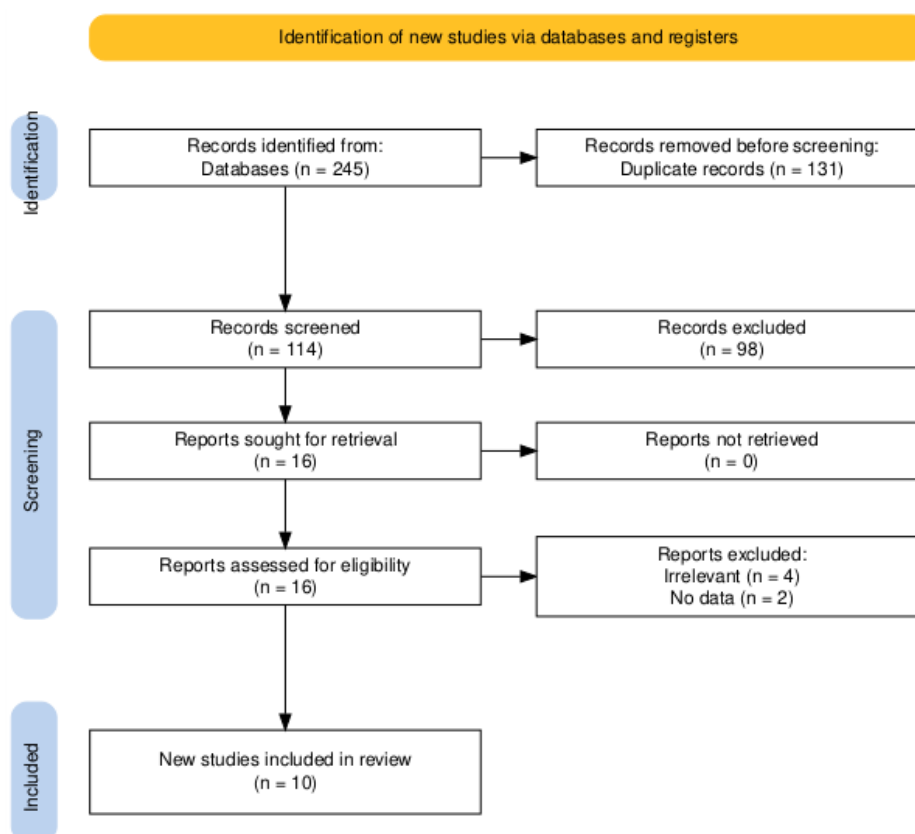 Identification of new studies via databases and registers
Identification
Records identified from:
Databases (n = 245)
Records removed before screening:
Duplicate records (n = 131)
Screening
Records screened
(n = 114)
Records excluded
(n = 98)
Reports sought for retrieval
(n = 16)
Reports not retrieved
(n = 0)
Reports assessed for eligibility
(n = 16)
Reports excluded:
Irrelevant (n = 4)
No data (n = 2)
Included
New studies included in review
(n = 10)